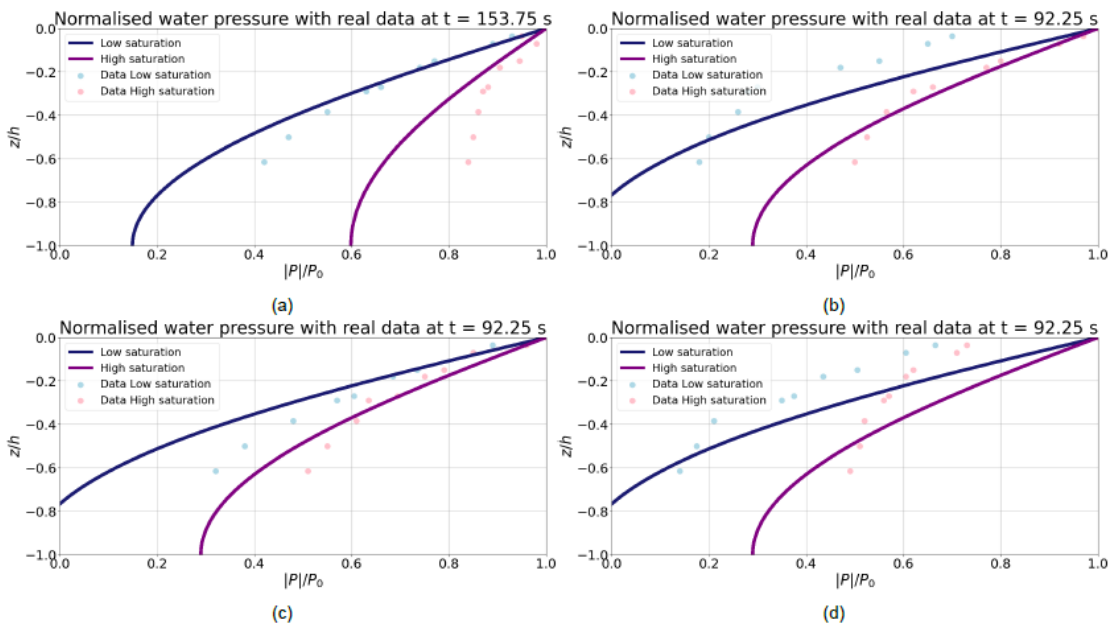 Normalised water pressure with real data at t = 153.75 s
Low saturation
High saturation
Data Low saturation
Data High saturation
0.0
−0.2
−0.4
−0.6
−0.8
−1.0
z/h
0.0 0.2 0.4 0.6 0.8 1.0
|P|/P₀
(a)
Normalised water pressure with real data at t = 92.25 s
Low saturation
High saturation
Data Low saturation
Data High saturation
0.0
−0.2
−0.4
−0.6
−0.8
−1.0
z/h
0.0 0.2 0.4 0.6 0.8 1.0
|P|/P₀
(b)
Normalised water pressure with real data at t = 92.25 s
Low saturation
High saturation
Data Low saturation
Data High saturation
0.0
−0.2
−0.4
−0.6
−0.8
−1.0
z/h
0.0 0.2 0.4 0.6 0.8 1.0
|P|/P₀
(c)
Normalised water pressure with real data at t = 92.25 s
Low saturation
High saturation
Data Low saturation
Data High saturation
0.0
−0.2
−0.4
−0.6
−0.8
−1.0
z/h
0.0 0.2 0.4 0.6 0.8 1.0
|P|/P₀
(d)